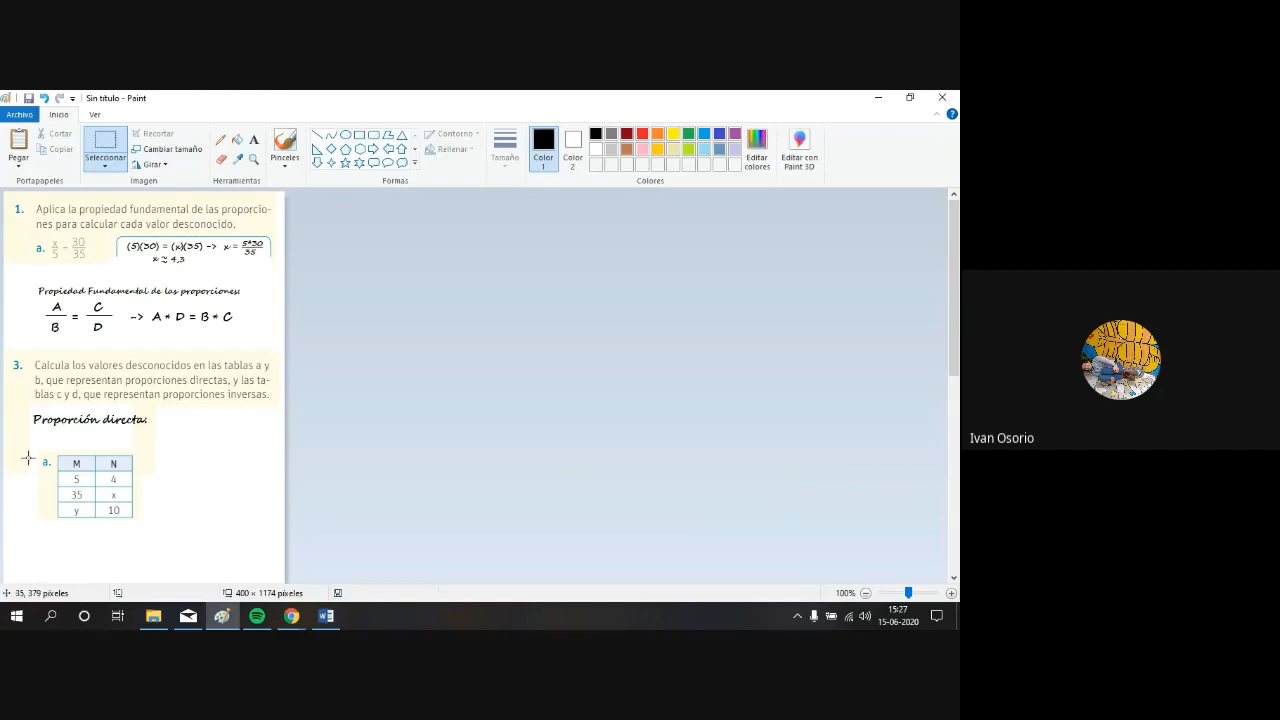 Sin título - Paint
Archivo Inicio Ver
Pegar
Cortar
Copiar
Portapapeles
Seleccionar
Recortar
Cambiar tamaño
Girar
Imagen
A
Herramientas
Pinceles
Contorno
Rellenar
Formas
Tamaño
Color
1
Color
2
Editar
colores
Editar con
Paint 3D
Colores
1. Aplica la propiedad fundamental de las proporcio-
nes para calcular cada valor desconocido.
a. x/5 = 30/35
(5)(30) = (x)(35) -> x = 5*30/35
x ≈ 4,3
Propiedad Fundamental de las proporciones:
A/B = C/D -> A * D = B * C
3. Calcula los valores desconocidos en las tablas a y
b, que representan proporciones directas, y las ta-
blas c y d, que representan proporciones inversas.
Proporción directa:
a.
M N
5 4
35 x
y 10
35, 379 píxeles
400 × 1174 píxeles
100%
15:27
15-06-2020
Ivan Osorio